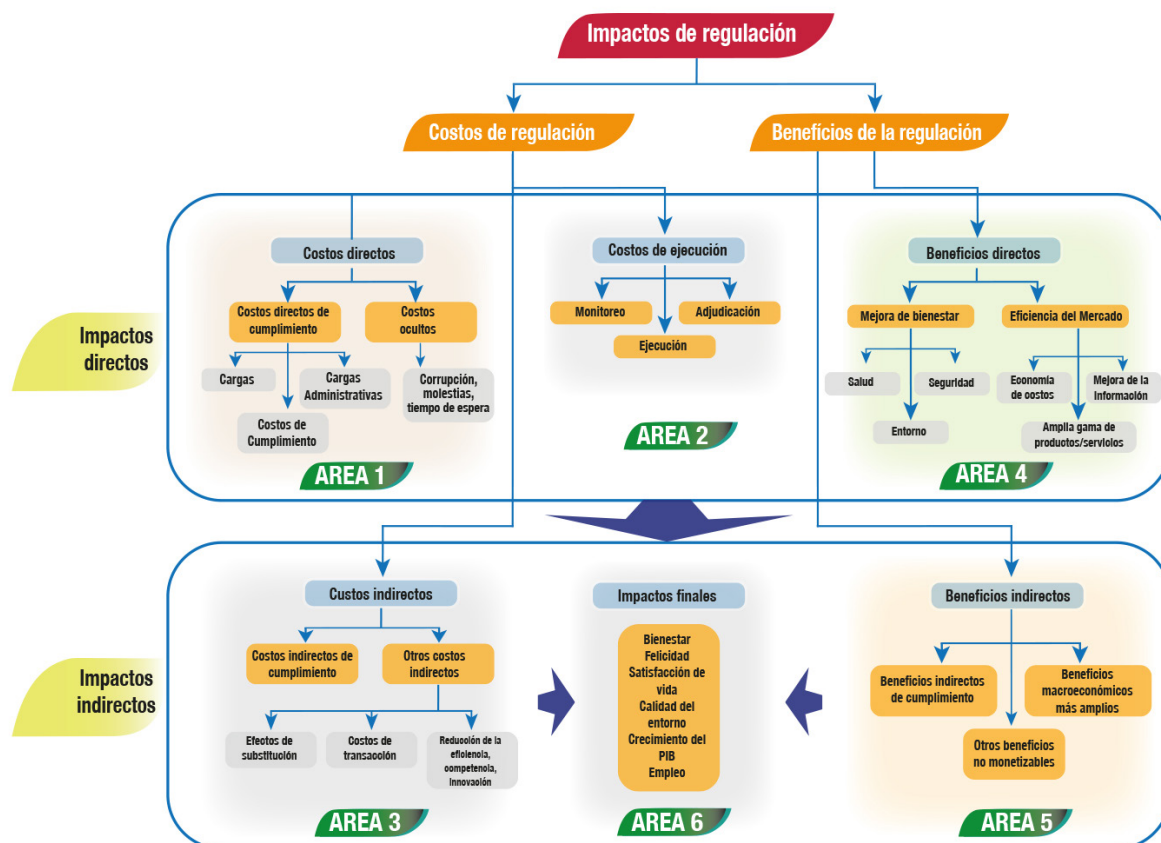 Impactos de regulación
Costos de regulación
Benefícios de la regulación
Impactos
directos
Costos directos
Costos directos de
cumplimiento
Costos
ocultos
Cargas
Cargas
Administrativas
Costos de
Cumplimiento
Corrupción,
molestias,
tiempo de espera
AREA 1
Costos de ejecución
Monitoreo
Adjudicación
Ejecución
AREA 2
Beneficios directos
Mejora de bienestar
Eficiencia del Mercado
Salud
Seguridad
Entorno
Economía
de costos
Mejora de la
Información
Amplia gama de
productos/servicios
AREA 4
Impactos
indirectos
Custos indirectos
Costos indirectos de
cumplimiento
Otros costos
indirectos
Efectos de
substitución
Costos de
transacción
Reducción de la
eficiencia,
competencia,
innovación
AREA 3
Impactos finales
Bienestar
Felicidad
Satisfacción de
vida
Calidad del
entorno
Crecimiento del
PIB
Empleo
AREA 6
Beneficios indirectos
Beneficios indirectos
de cumplimiento
Beneficios
macroeconómicos
más amplios
Otros beneficios
no monetizables
AREA 5